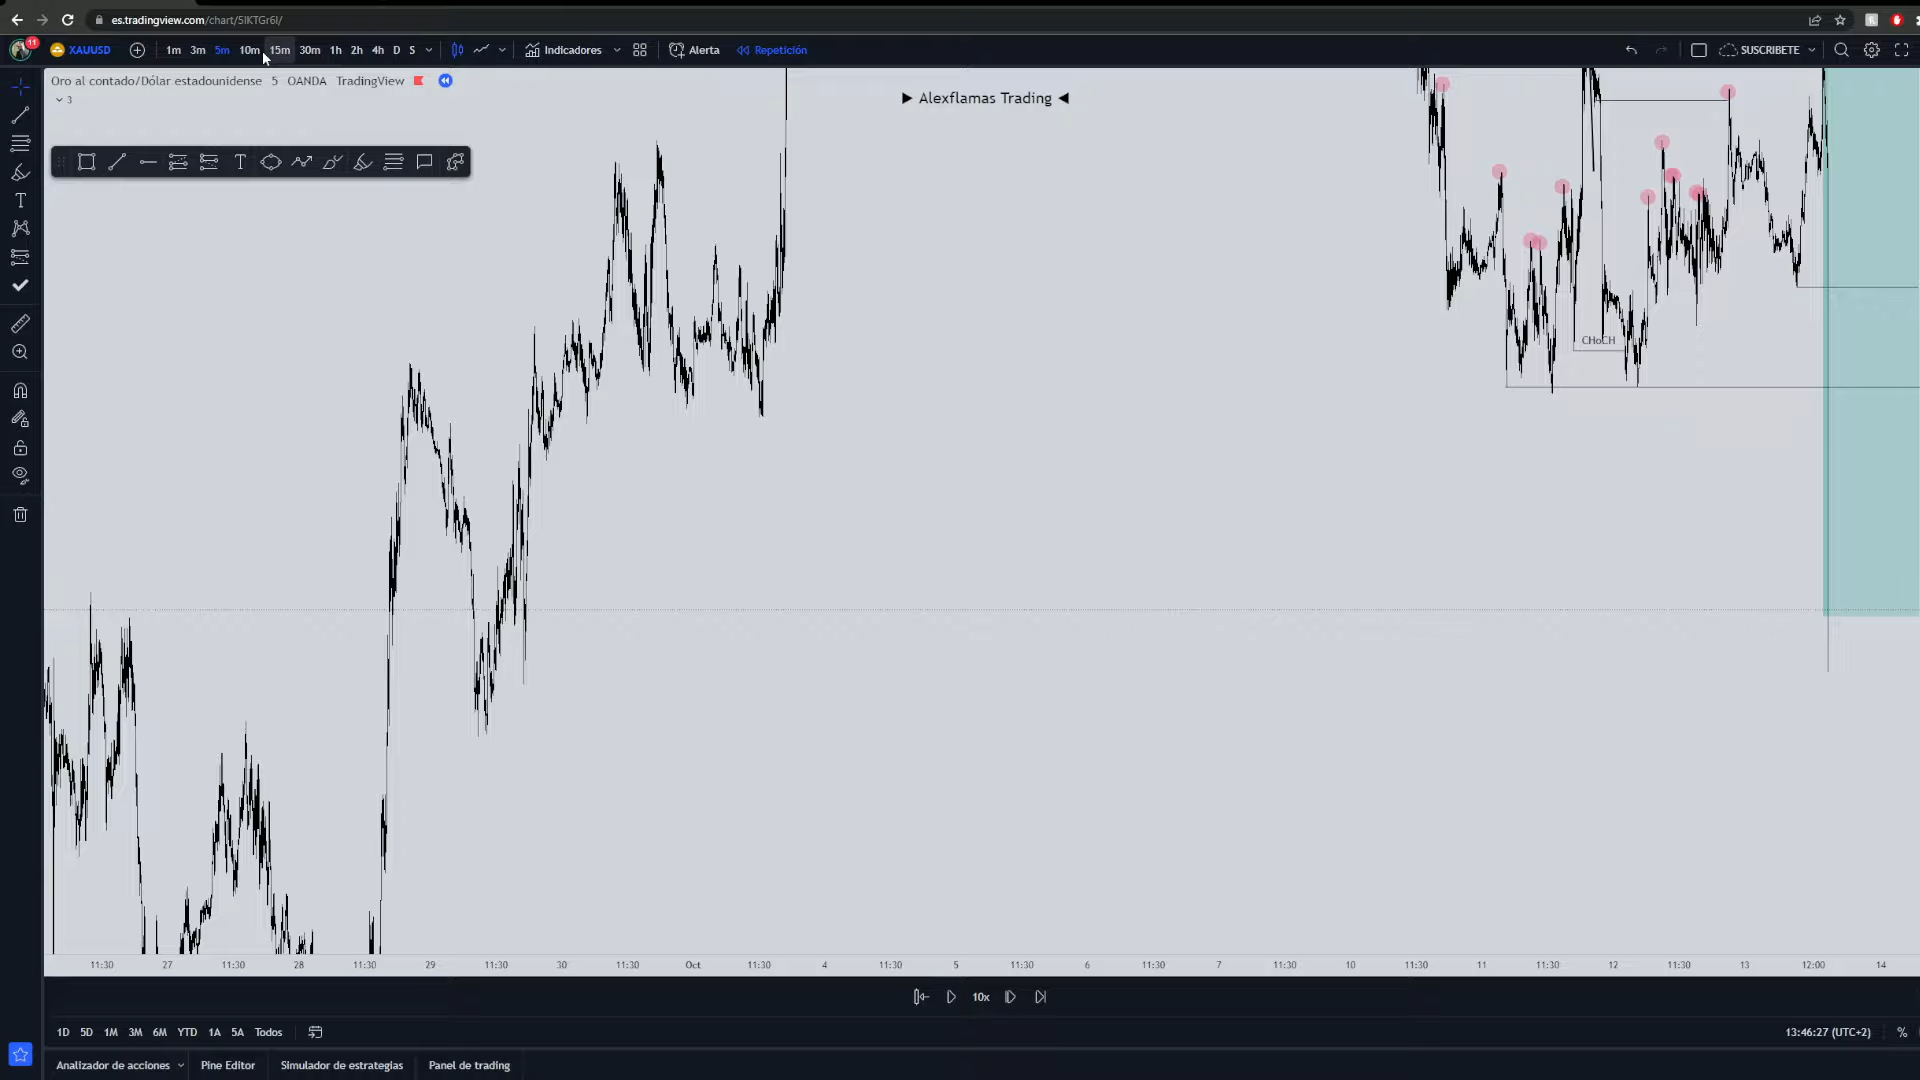 es.tradingview.com/chart/5IKTGr6l/
11 XAUUSD 1m 3m 5m 10m 15m 30m 1h 2h 4h D S Indicadores Alerta Repetición SUSCRIBETE
Oro al contado/Dólar estadounidense 5 OANDA TradingView
3
► Alexflamas Trading ◄
T
T
CHoCH
11:30 27 11:30 28 11:30 29 11:30 30 11:30 Oct 11:30 4 11:30 5 11:30 6 11:30 7 11:30 10 11:30 11 11:30 12 11:30 13 12:00 14
10x
1D 5D 1M 3M 6M YTD 1A 5A Todos 13:46:27 (UTC+2) %
Analizador de acciones Pine Editor Simulador de estrategias Panel de trading